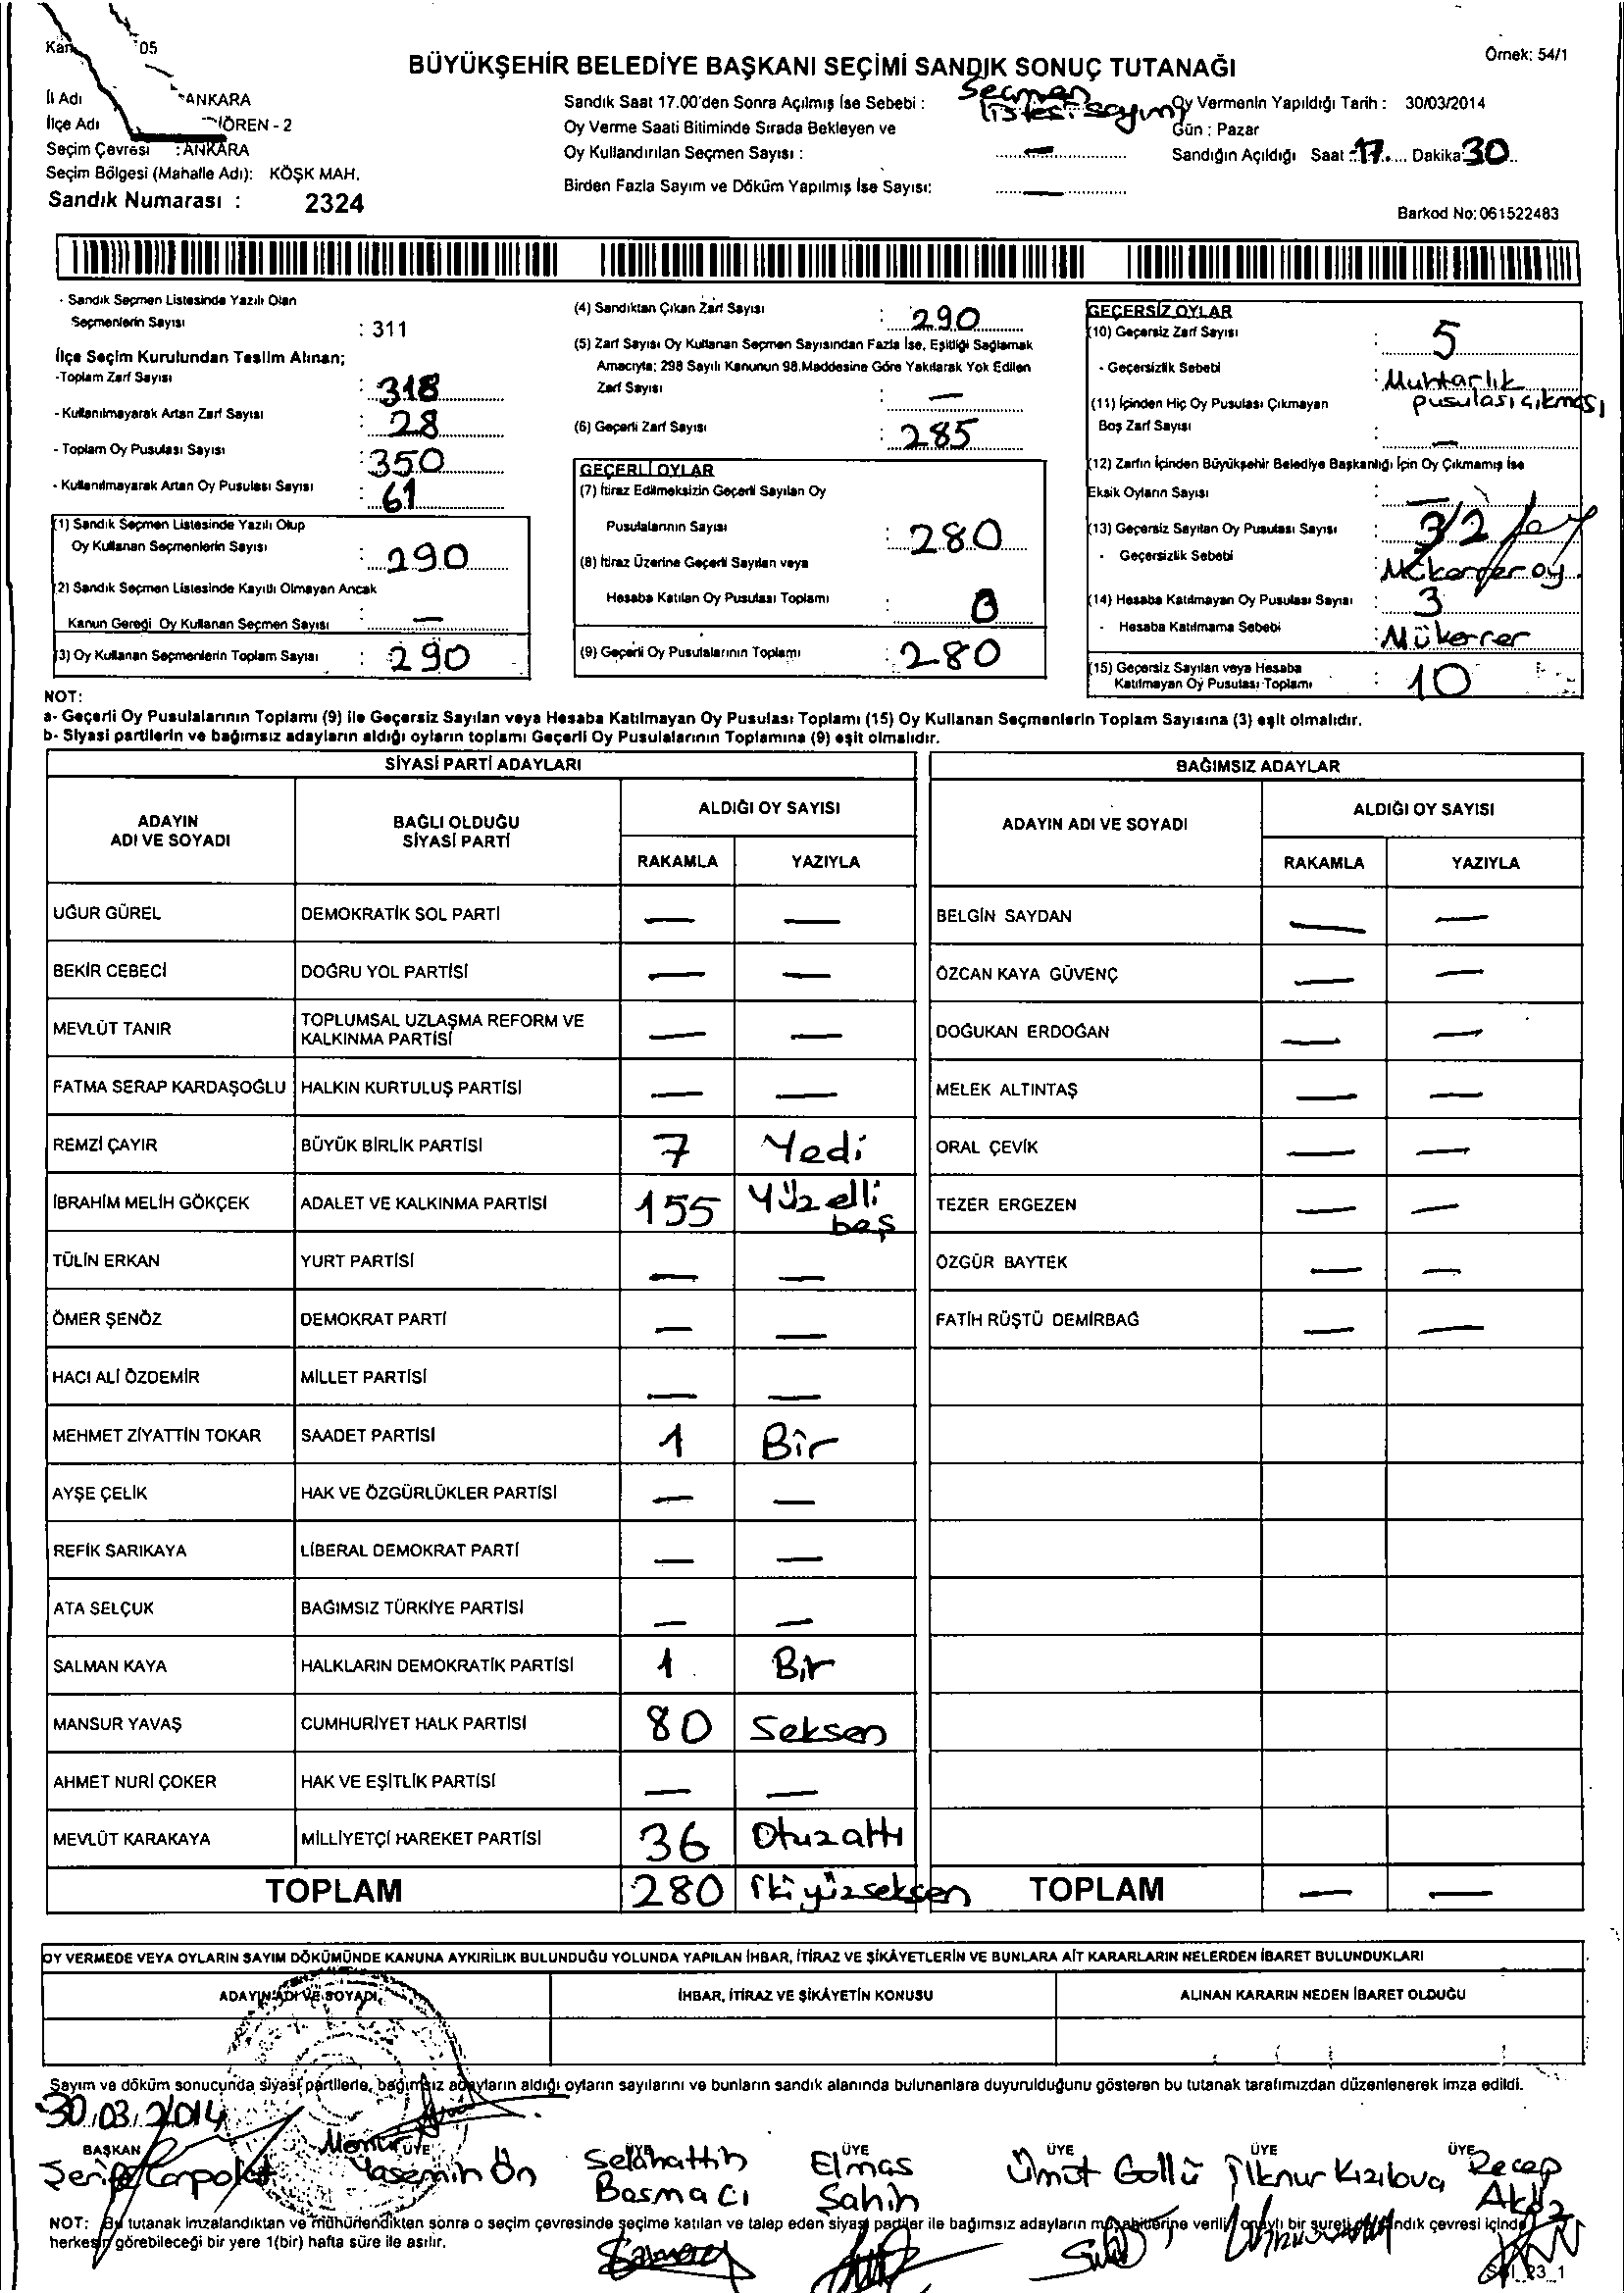 05
Örnek: 54/1
BÜYÜKŞEHİR BELEDİYE BAŞKANI SEÇİMİ SANDIK SONUÇ TUTANAĞI
İl Adı ANKARA
İlçe Adı ÖREN - 2
Seçim Çevresi : ANKARA
Seçim Bölgesi (Mahalle Adı): KÖŞK MAH.
Sandık Numarası : 2324
Sandık Saat 17.00'den Sonra Açılmış İse Sebebi : Seçmen listesi sayımı
Oy Verme Saati Bitiminde Sırada Bekleyen ve
Oy Kullandırılan Seçmen Sayısı : —
Birden Fazla Sayım ve Döküm Yapılmış İse Sayısı: —
Oy Vermenin Yapıldığı Tarih : 30/03/2014
Gün : Pazar
Sandığın Açıldığı Saat : 17 Dakika 30
Barkod No: 061522483
- Sandık Seçmen Listesinde Yazılı Olan
Seçmenlerin Sayısı : 311
İlçe Seçim Kurulundan Teslim Alınan;
-Toplam Zarf Sayısı : 318
- Kullanılmayarak Artan Zarf Sayısı : 28
- Toplam Oy Pusulası Sayısı : 350
- Kullanılmayarak Artan Oy Pusulası Sayısı : 61
(1) Sandık Seçmen Listesinde Yazılı Olup
Oy Kullanan Seçmenlerin Sayısı : 290
(2) Sandık Seçmen Listesinde Kayıtlı Olmayan Ancak
Kanun Gereği Oy Kullanan Seçmen Sayısı : —
(3) Oy Kullanan Seçmenlerin Toplam Sayısı : 290
(4) Sandıktan Çıkan Zarf Sayısı : 290
(5) Zarf Sayısı Oy Kullanan Seçmen Sayısından Fazla İse, Eşitliği Sağlamak
Amacıyla; 298 Sayılı Kanunun 98.Maddesine Göre Yakılarak Yok Edilen
Zarf Sayısı : —
(6) Geçerli Zarf Sayısı : 285
GEÇERLİ OYLAR
(7) İtiraz Edilmeksizin Geçerli Sayılan Oy
Pusulalarının Sayısı : 280
(8) İtiraz Üzerine Geçerli Sayılan veya
Hesaba Katılan Oy Pusulası Toplamı : 0
(9) Geçerli Oy Pusulalarının Toplamı : 280
GEÇERSİZ OYLAR
(10) Geçersiz Zarf Sayısı : 5
- Geçersizlik Sebebi : Muhtarlık pusulası çıkması
(11) İçinden Hiç Oy Pusulası Çıkmayan
Boş Zarf Sayısı : —
(12) Zarfın İçinden Büyükşehir Belediye Başkanlığı İçin Oy Çıkmamış İse
Eksik Oyların Sayısı : —
(13) Geçersiz Sayılan Oy Pusulası Sayısı : 3/2
- Geçersizlik Sebebi : Mükerrer oy
(14) Hesaba Katılmayan Oy Pusulası Sayısı : 3
- Hesaba Katılmama Sebebi : Mükerrer
(15) Geçersiz Sayılan veya Hesaba
Katılmayan Oy Pusulası Toplamı : 10
NOT:
a- Geçerli Oy Pusulalarının Toplamı (9) ile Geçersiz Sayılan veya Hesaba Katılmayan Oy Pusulası Toplamı (15) Oy Kullanan Seçmenlerin Toplam Sayısına (3) eşit olmalıdır.
b- Siyasi partilerin ve bağımsız adayların aldığı oyların toplamı Geçerli Oy Pusulalarının Toplamına (9) eşit olmalıdır.
SİYASİ PARTİ ADAYLARI
ADAYIN ADI VE SOYADI BAĞLI OLDUĞU SİYASİ PARTİ ALDIĞI OY SAYISI
RAKAMLA YAZIYLA
UĞUR GÜREL DEMOKRATİK SOL PARTİ — —
BEKİR CEBECİ DOĞRU YOL PARTİSİ — —
MEVLÜT TANIR TOPLUMSAL UZLAŞMA REFORM VE KALKINMA PARTİSİ — —
FATMA SERAP KARDAŞOĞLU HALKIN KURTULUŞ PARTİSİ — —
REMZİ ÇAYIR BÜYÜK BİRLİK PARTİSİ 7 Yedi
İBRAHİM MELİH GÖKÇEK ADALET VE KALKINMA PARTİSİ 155 Yüz elli beş
TÜLİN ERKAN YURT PARTİSİ — —
ÖMER ŞENÖZ DEMOKRAT PARTİ — —
HACI ALİ ÖZDEMİR MİLLET PARTİSİ — —
MEHMET ZİYATTİN TOKAR SAADET PARTİSİ 1 Bir
AYŞE ÇELİK HAK VE ÖZGÜRLÜKLER PARTİSİ — —
REFİK SARIKAYA LİBERAL DEMOKRAT PARTİ — —
ATA SELÇUK BAĞIMSIZ TÜRKİYE PARTİSİ — —
SALMAN KAYA HALKLARIN DEMOKRATİK PARTİSİ 1 Bir
MANSUR YAVAŞ CUMHURİYET HALK PARTİSİ 80 Seksen
AHMET NURİ ÇOKER HAK VE EŞİTLİK PARTİSİ — —
MEVLÜT KARAKAYA MİLLİYETÇİ HAREKET PARTİSİ 36 Otuzaltı
TOPLAM 280 İkiyüzseksen
BAĞIMSIZ ADAYLAR
ADAYIN ADI VE SOYADI ALDIĞI OY SAYISI
RAKAMLA YAZIYLA
BELGİN SAYDAN — —
ÖZCAN KAYA GÜVENÇ — —
DOĞUKAN ERDOĞAN — —
MELEK ALTINTAŞ — —
ORAL ÇEVİK — —
TEZER ERGEZEN — —
ÖZGÜR BAYTEK — —
FATİH RÜŞTÜ DEMİRBAĞ — —
TOPLAM — —
OY VERMEDE VEYA OYLARIN SAYIM DÖKÜMÜNDE KANUNA AYKIRILIK BULUNDUĞU YOLUNDA YAPILAN İHBAR, İTİRAZ VE ŞİKÂYETLERİN VE BUNLARA AİT KARARLARIN NELERDEN İBARET BULUNDUKLARI
ADAYIN ADI VE SOYADI İHBAR, İTİRAZ VE ŞİKÂYETİN KONUSU ALINAN KARARIN NEDEN İBARET OLDUĞU
Sayım ve döküm sonucunda siyasi partilerle, bağımsız adayların aldığı oyların sayılarını ve bunların sandık alanında bulunanlara duyurulduğunu gösteren bu tutanak tarafımızdan düzenlenerek imza edildi.
30.03.2014
BAŞKAN Memur ÜYE ÜYE ÜYE ÜYE ÜYE ÜYE
Şerife Yasemin Ön Selahattin Basmacı Elmas Şahin Ümüt Göllü İlknur Kızılova Recep
NOT: Bu tutanak imzalandıktan ve mühürlendikten sonra o seçim çevresinde seçime katılan ve talep eden siyasi partiler ile bağımsız adayların müşahitlerine verilir, onaylı bir sureti sandık çevresi içinde
herkesin görebileceği bir yere 1(bir) hafta süre ile asılır.